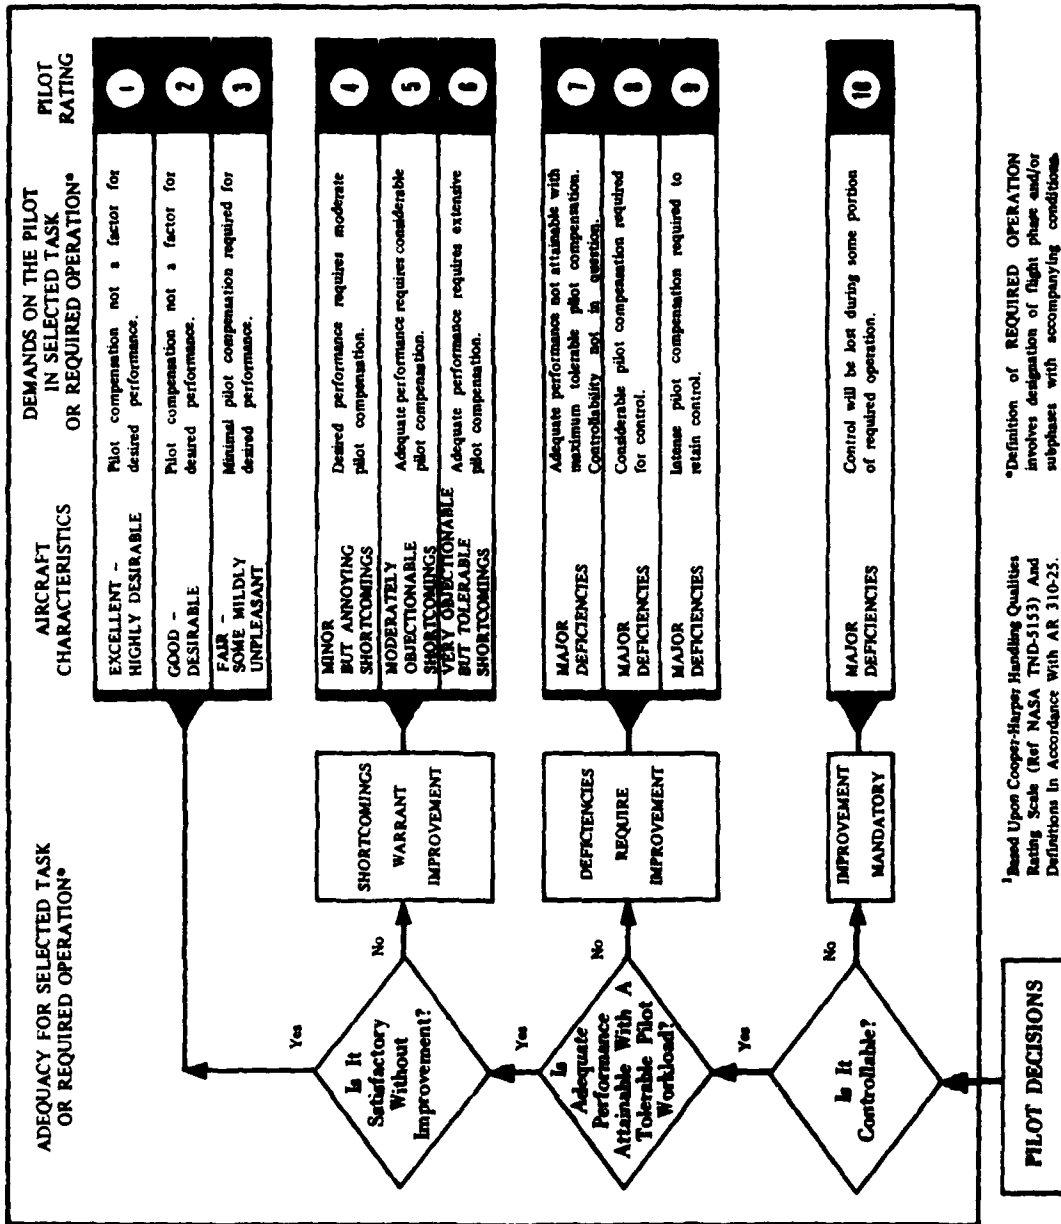 ADEQUACY FOR SELECTED TASK
OR REQUIRED OPERATION*
AIRCRAFT
CHARACTERISTICS
DEMANDS ON THE PILOT
IN SELECTED TASK
OR REQUIRED OPERATION*
PILOT
RATING
EXCELLENT –
HIGHLY DESIRABLE
Pilot compensation not a factor for
desired performance.
1
GOOD –
DESIRABLE
Pilot compensation not a factor for
desired performance.
2
FAIR –
SOME MILDLY
UNPLEASANT
Minimal pilot compensation required for
desired performance.
3
Yes
Is It
Satisfactory
Without
Improvement?
No
SHORTCOMINGS
WARRANT
IMPROVEMENT
MINOR
BUT ANNOYING
SHORTCOMINGS
Desired performance requires moderate
pilot compensation.
4
MODERATELY
OBJECTIONABLE
SHORTCOMINGS
Adequate performance requires considerable
pilot compensation.
5
VERY OBJECTIONABLE
BUT TOLERABLE
SHORTCOMINGS
Adequate performance requires extensive
pilot compensation.
6
Yes
Is
Adequate
Performance
Attainable With A
Tolerable Pilot
Workload?
No
DEFICIENCIES
REQUIRE
IMPROVEMENT
MAJOR
DEFICIENCIES
Adequate performance not attainable with
maximum tolerable pilot compensation.
Controllability not in question.
7
MAJOR
DEFICIENCIES
Considerable pilot compensation required
for control.
8
MAJOR
DEFICIENCIES
Intense pilot compensation required to
retain control.
9
Yes
Is It
Controllable?
No
IMPROVEMENT
MANDATORY
MAJOR
DEFICIENCIES
Control will be lost during some portion
of required operation.
10
PILOT DECISIONS
1Based Upon Cooper-Harper Handling Qualities
Rating Scale (Ref NASA TND-5153) And
Definitions In Accordance With AR 310-25.
*Definition of REQUIRED OPERATION
involves designation of flight phase and/or
subphases with accompanying conditions.